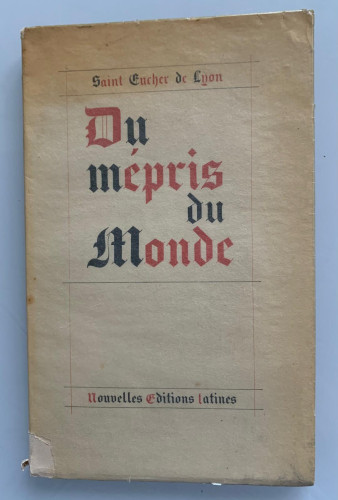 Saint Eucher de Lyon
Du
mépris
du
Monde
Nouvelles Editions Latines